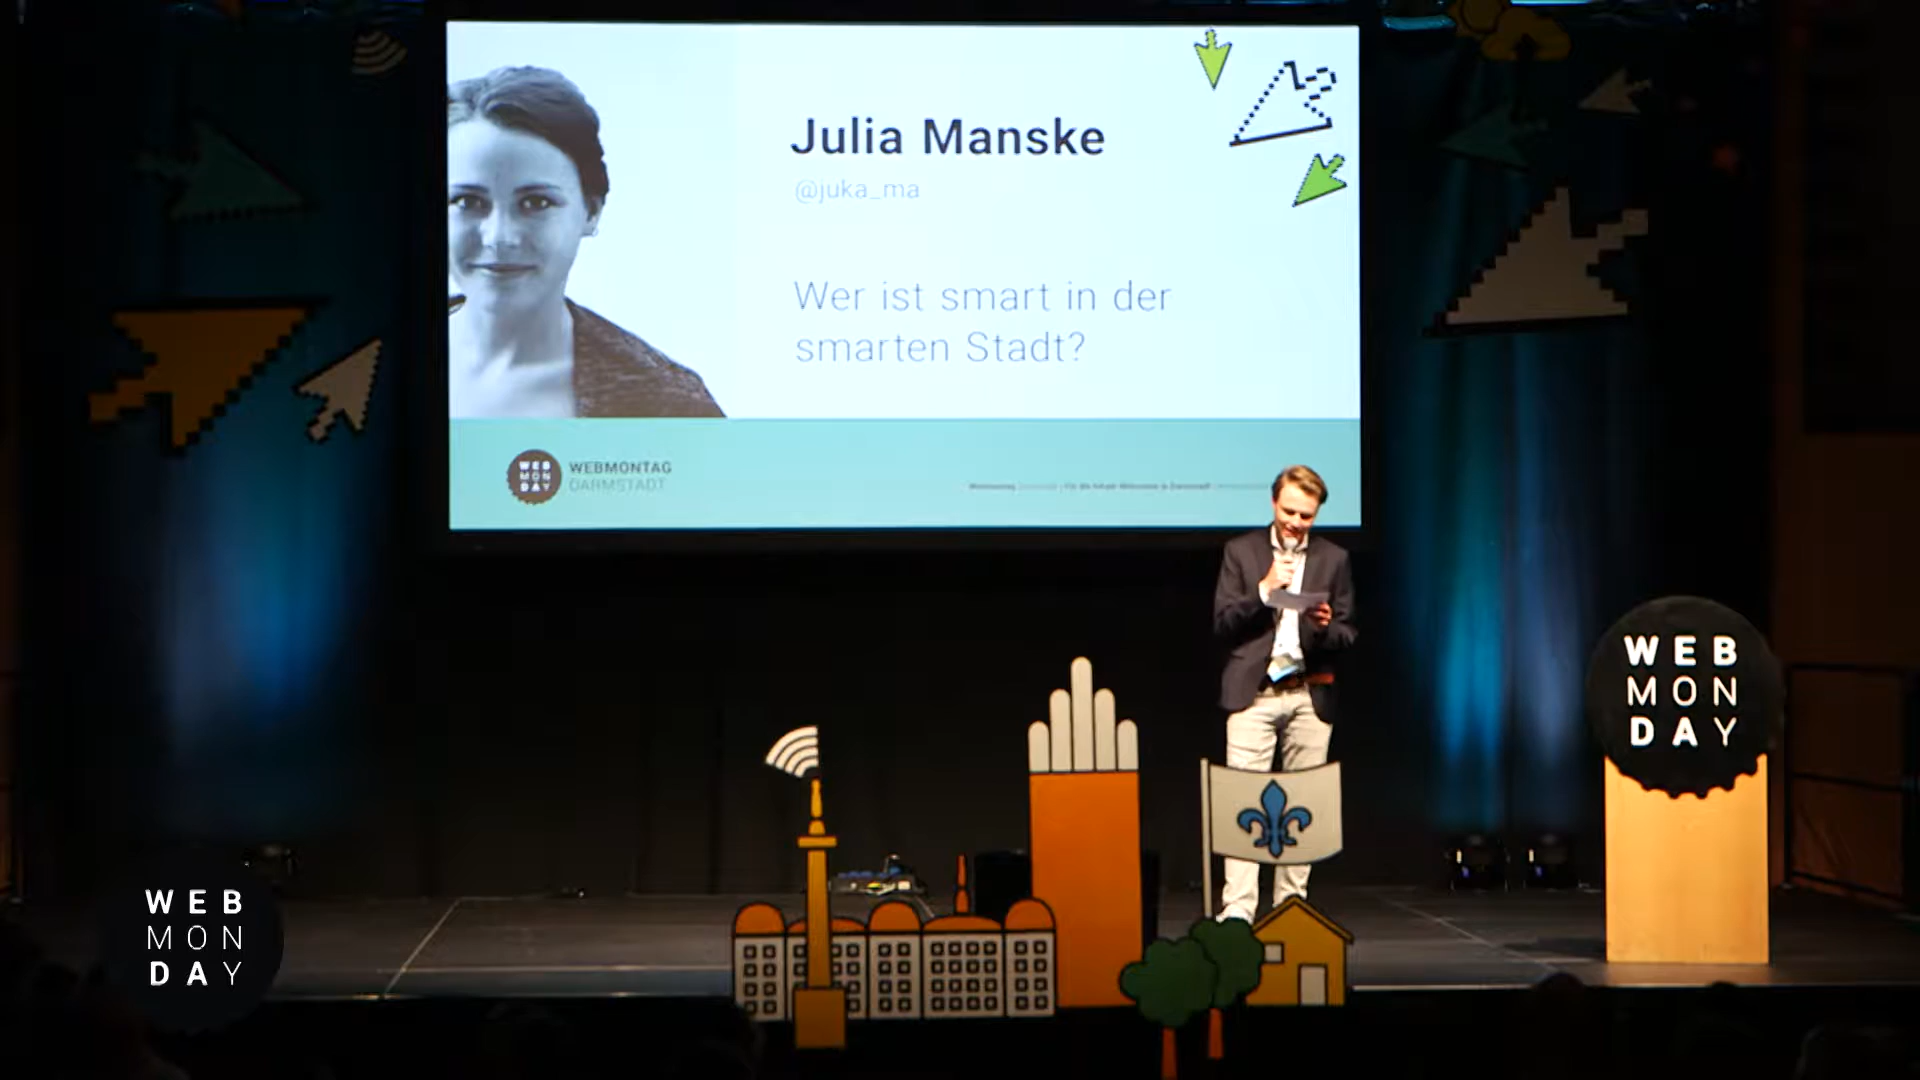 Julia Manske
@juka_ma
Wer ist smart in der
smarten Stadt?
WEB
MON
DAY
WEBMONTAG
DARMSTADT
WEB
MON
DAY
WEB
MON
DAY